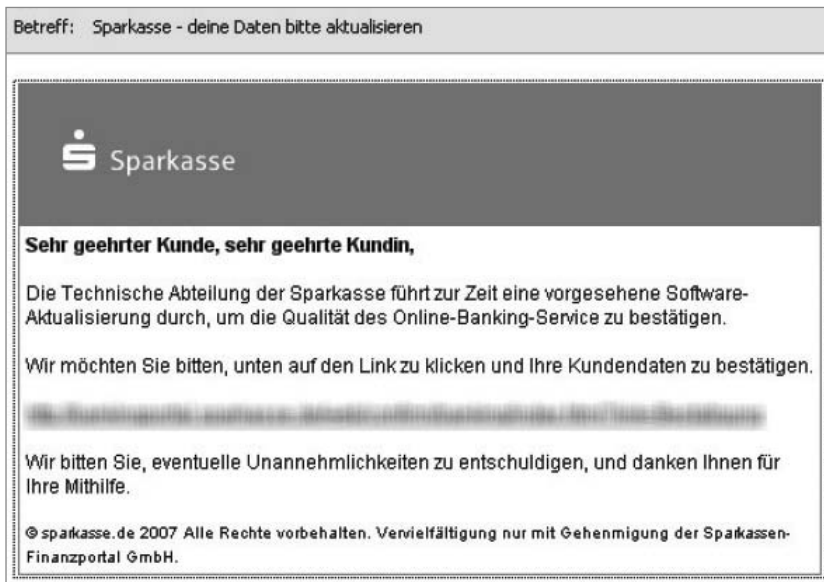 Betreff: Sparkasse - deine Daten bitte aktualisieren
Sparkasse
Sehr geehrter Kunde, sehr geehrte Kundin,
Die Technische Abteilung der Sparkasse führt zur Zeit eine vorgesehene Software-
Aktualisierung durch, um die Qualität des Online-Banking-Service zu bestätigen.
Wir möchten Sie bitten, unten auf den Link zu klicken und Ihre Kundendaten zu bestätigen.
Wir bitten Sie, eventuelle Unannehmlichkeiten zu entschuldigen, und danken Ihnen für
Ihre Mithilfe.
© sparkasse.de 2007 Alle Rechte vorbehalten. Vervielfältigung nur mit Gehenmigung der Sparkassen-
Finanzportal GmbH.